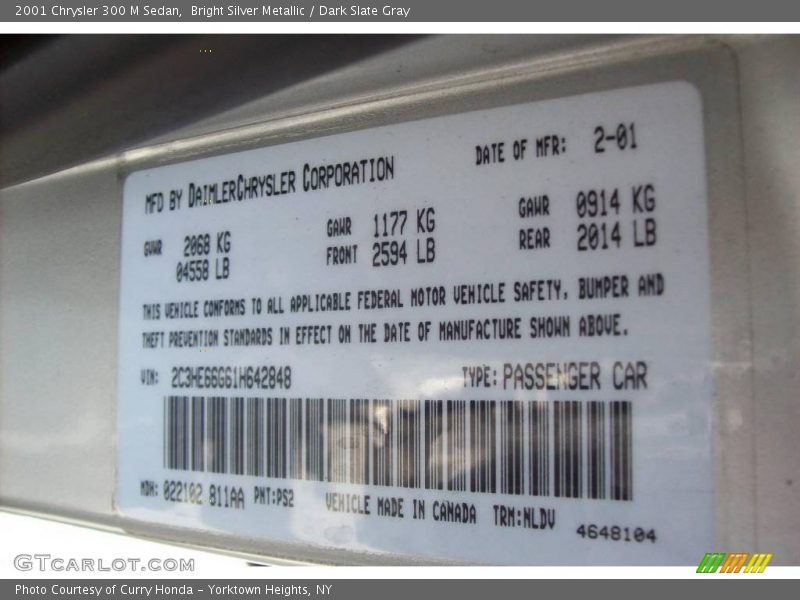 2001 Chrysler 300 M Sedan,  Bright Silver Metallic / Dark Slate Gray
MFD BY DAIMLERCHRYSLER CORPORATION DATE OF MFR: 2-01
GVWR 2068 KG GAWR 1177 KG GAWR 0914 KG
04558 LB FRONT 2594 LB REAR 2014 LB
THIS VEHICLE CONFORMS TO ALL APPLICABLE FEDERAL MOTOR VEHICLE SAFETY, BUMPER AND
THEFT PREVENTION STANDARDS IN EFFECT ON THE DATE OF MANUFACTURE SHOWN ABOVE.
VIN: 2C3HE66G61H642848 TYPE: PASSENGER CAR
MDH: 022102 811AA PNT:PS2 VEHICLE MADE IN CANADA TRM:NLDV
4648104
GTCARLOT.COM
Photo Courtesy of Curry Honda - Yorktown Heights, NY